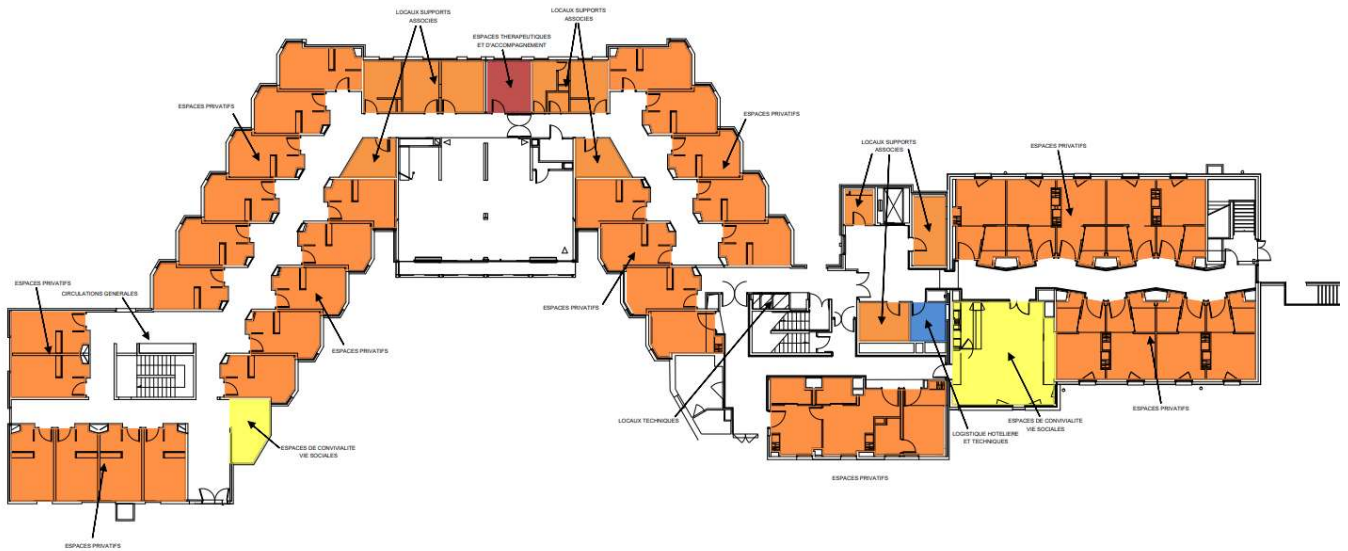 LOCAUX SUPPORTS
ASSOCIES
LOCAUX SUPPORTS
ASSOCIES
ESPACES THERAPEUTIQUES
ET D'ACCOMPAGNEMENT
ESPACES PRIVATIFS
ESPACES PRIVATIFS
LOCAUX SUPPORTS
ASSOCIES
ESPACES PRIVATIFS
ESPACES PRIVATIFS
CIRCULATIONS GENERALES
ESPACES PRIVATIFS
ESPACES PRIVATIFS
ESPACES PRIVATIFS
LOCAUX TECHNIQUES
LOGISTIQUE HOTELIERE
ET TECHNIQUES
ESPACES DE CONVIVIALITE
VIE SOCIALES
ESPACES DE CONVIVIALITE
VIE SOCIALES
ESPACES PRIVATIFS
ESPACES PRIVATIFS